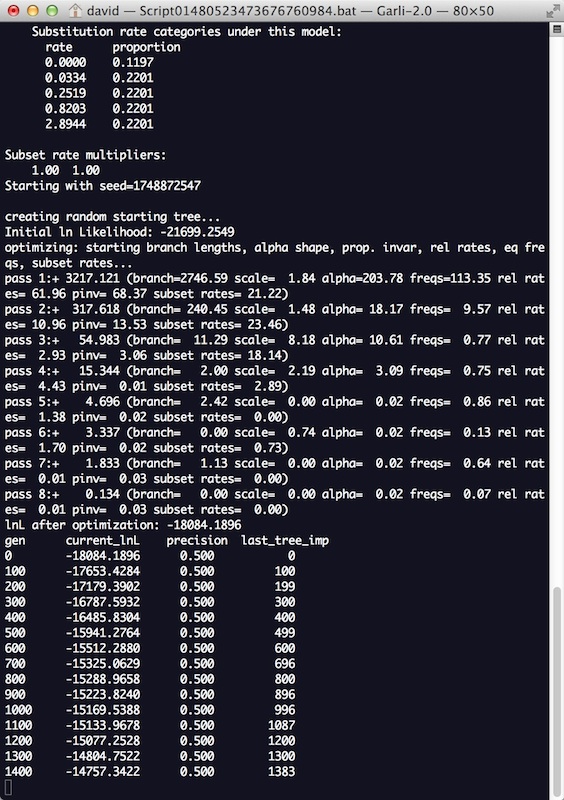 david — Script01480523473676760984.bat — Garli-2.0 — 80×50
Substitution rate categories under this model:
rate proportion
0.0000 0.1197
0.0334 0.2201
0.2519 0.2201
0.8203 0.2201
2.8944 0.2201
Subset rate multipliers:
1.00 1.00
Starting with seed=1748872547
creating random starting tree...
Initial ln Likelihood: -21699.2549
optimizing: starting branch lengths, alpha shape, prop. invar, rel rates, eq fre
qs, subset rates...
pass 1:+ 3217.121 (branch=2746.59 scale= 1.84 alpha=203.78 freqs=113.35 rel rat
es= 61.96 pinv= 68.37 subset rates= 21.22)
pass 2:+ 317.618 (branch= 240.45 scale= 1.48 alpha= 18.17 freqs= 9.57 rel rat
es= 10.96 pinv= 13.53 subset rates= 23.46)
pass 3:+ 54.983 (branch= 11.29 scale= 8.18 alpha= 10.61 freqs= 0.77 rel rat
es= 2.93 pinv= 3.06 subset rates= 18.14)
pass 4:+ 15.344 (branch= 2.00 scale= 2.19 alpha= 3.09 freqs= 0.75 rel rat
es= 4.43 pinv= 0.01 subset rates= 2.89)
pass 5:+ 4.696 (branch= 2.42 scale= 0.00 alpha= 0.02 freqs= 0.86 rel rat
es= 1.38 pinv= 0.02 subset rates= 0.00)
pass 6:+ 3.337 (branch= 0.00 scale= 0.74 alpha= 0.02 freqs= 0.13 rel rat
es= 1.70 pinv= 0.02 subset rates= 0.73)
pass 7:+ 1.833 (branch= 1.13 scale= 0.00 alpha= 0.02 freqs= 0.64 rel rat
es= 0.01 pinv= 0.03 subset rates= 0.00)
pass 8:+ 0.134 (branch= 0.00 scale= 0.00 alpha= 0.02 freqs= 0.07 rel rat
es= 0.01 pinv= 0.03 subset rates= 0.00)
lnL after optimization: -18084.1896
gen current_lnL precision last_tree_imp
0 -18084.1896 0.500 0
100 -17653.4284 0.500 100
200 -17179.3902 0.500 199
300 -16787.5932 0.500 300
400 -16485.8304 0.500 400
500 -15941.2764 0.500 499
600 -15512.2880 0.500 600
700 -15325.0629 0.500 696
800 -15288.9658 0.500 800
900 -15223.8240 0.500 896
1000 -15169.5388 0.500 996
1100 -15133.9678 0.500 1087
1200 -15077.2528 0.500 1200
1300 -14804.7522 0.500 1300
1400 -14757.3422 0.500 1383